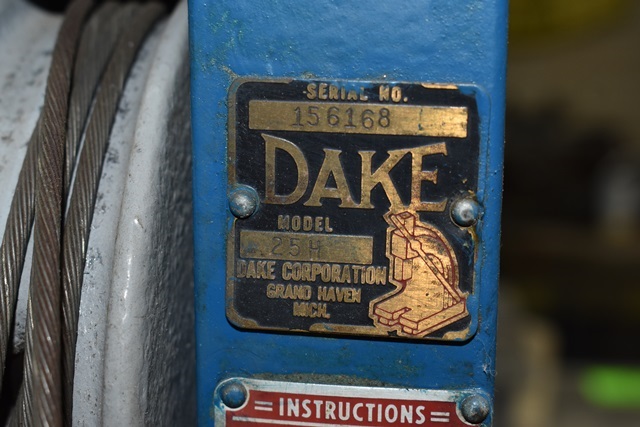 SERIAL NO.
156168
DAKE
MODEL
25H
DAKE CORPORATION
GRAND HAVEN
MICH.
= INSTRUCTIONS =